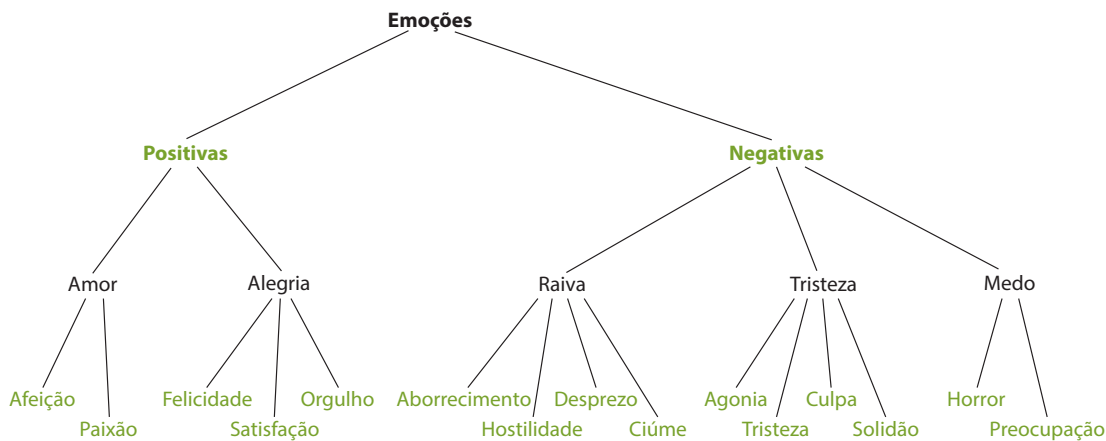 Emoções
Positivas
Negativas
Amor
Alegria
Raiva
Tristeza
Medo
Afeição
Paixão
Felicidade
Satisfação
Orgulho
Aborrecimento
Hostilidade
Desprezo
Ciúme
Agonia
Tristeza
Culpa
Solidão
Horror
Preocupação